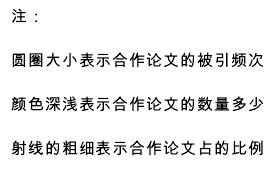 注：
圆圈大小表示合作论文的被引频次
颜色深浅表示合作论文的数量多少
射线的粗细表示合作论文占的比例